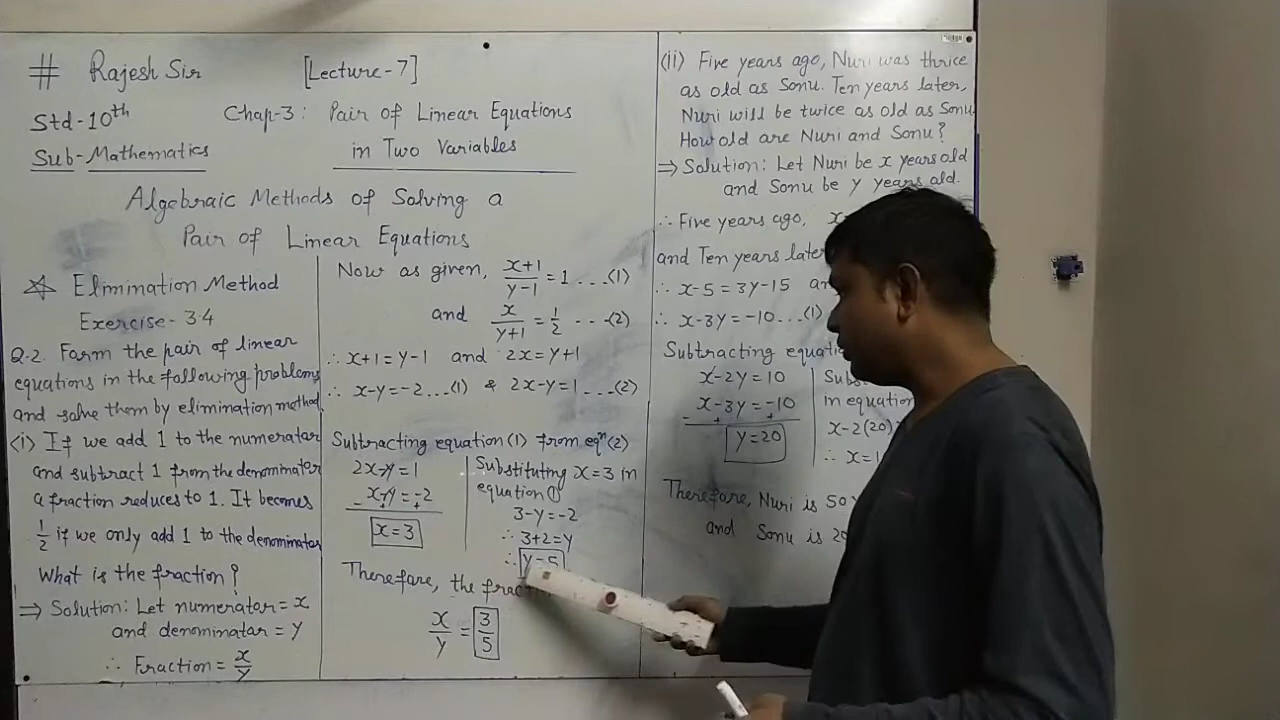 # Rajesh Sir [Lecture-7]
Std-10th Chap-3: Pair of Linear Equations
Sub-Mathematics in Two Variables
Algebraic Methods of Solving a
Pair of Linear Equations
☆ Elimination Method
Exercise-3.4
Q-2. Form the pair of linear
equations in the following problems
and solve them by elimination method
(i) If we add 1 to the numerator
and subtract 1 from the denominator
a fraction reduces to 1. It becomes
1/2 if we only add 1 to the denominator
What is the fraction?
⇒ Solution: Let numerator = x
and denominator = y
∴ Fraction = x/y
Now as given, x+1/y-1 = 1 ...(1)
and x/y+1 = 1/2 ...(2)
∴ x+1 = y-1 and 2x = y+1
∴ x-y = -2 ...(1) & 2x-y = 1 ...(2)
Subtracting equation (1) from eqn (2)
2x-y = 1
x-y = -2
- + +
x = 3
Substituting x=3 in
equation ①
3-y = -2
∴ 3+2 = y
∴ y = 5
Therefore, the
x/y = 3/5
(ii) Five years ago, Nuri was thrice
as old as Sonu. Ten years later,
Nuri will be twice as old as Sonu
How old are Nuri and Sonu?
⇒ Solution: Let Nuri be x years old
and Sonu be y years old.
∴ Five years ago,
and Ten years later
∴ x-5 = 3y-15
∴ x-3y = -10 ...(1)
Subtracting
x-2y = 10
x-3y = -10
- + +
y = 20
in equation
x-2(20)
Therefore, Nuri is 50
and Sonu is